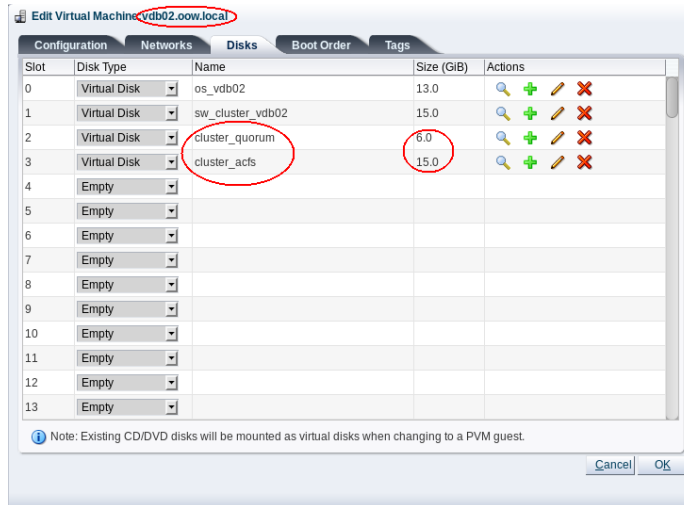 Edit Virtual Machine:vdb02.oow.local
Configuration Networks Disks Boot Order Tags
Slot Disk Type Name Size (GiB) Actions
0 Virtual Disk os_vdb02 13.0
1 Virtual Disk sw_cluster_vdb02 15.0
2 Virtual Disk cluster_quorum 6.0
3 Virtual Disk cluster_acfs 15.0
4 Empty
5 Empty
6 Empty
7 Empty
8 Empty
9 Empty
10 Empty
11 Empty
12 Empty
13 Empty
Note: Existing CD/DVD disks will be mounted as virtual disks when changing to a PVM guest.
Cancel OK